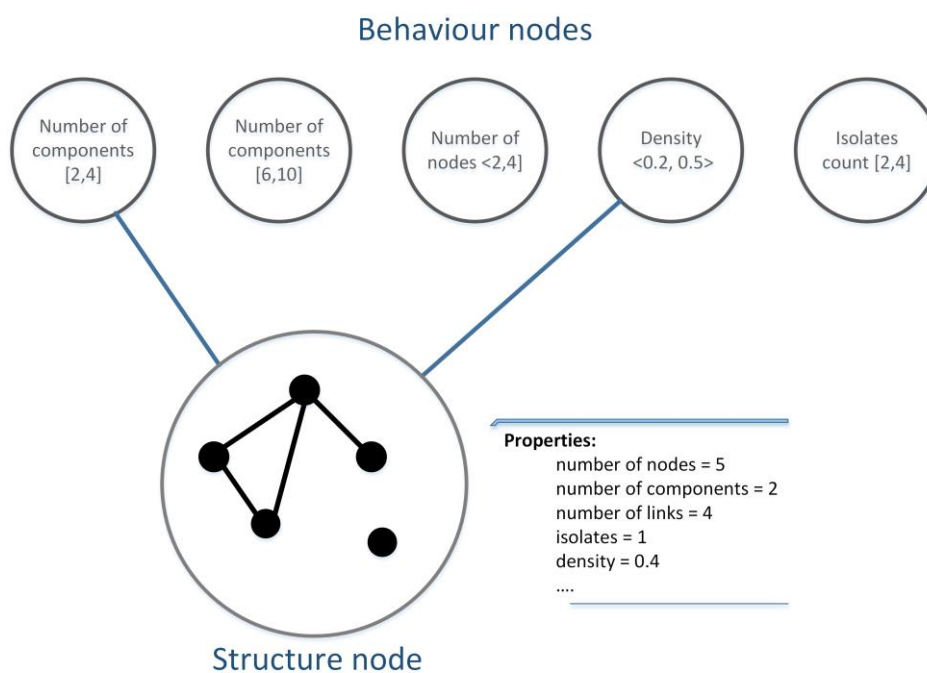 Behaviour nodes
Number of
components
[2,4]
Number of
components
[6,10]
Number of
nodes <2,4]
Density
<0.2, 0.5>
Isolates
count [2,4]
Properties:
number of nodes = 5
number of components = 2
number of links = 4
isolates = 1
density = 0.4
....
Structure node